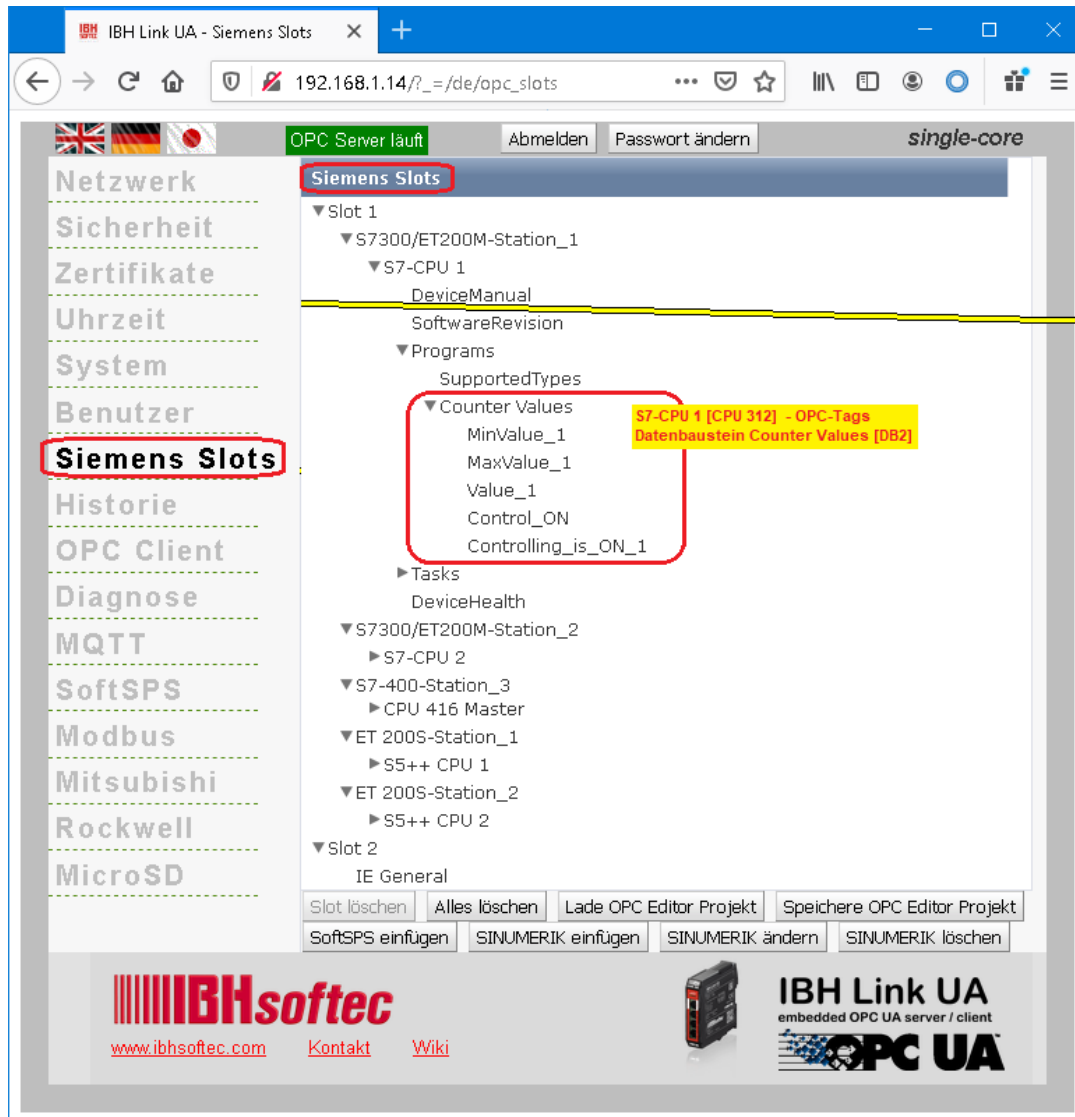 IBH Link UA - Siemens Slots
192.168.1.14/?_=/de/opc_slots
OPC Server läuft Abmelden Passwort ändern single-core
Netzwerk
Sicherheit
Zertifikate
Uhrzeit
System
Benutzer
Siemens Slots
Historie
OPC Client
Diagnose
MQTT
SoftSPS
Modbus
Mitsubishi
Rockwell
MicroSD
Siemens Slots
Slot 1
S7300/ET200M-Station_1
S7-CPU 1
DeviceManual
SoftwareRevision
Programs
SupportedTypes
Counter Values
MinValue_1
MaxValue_1
Value_1
Control_ON
Controlling_is_ON_1
S7-CPU 1 [CPU 312] - OPC-Tags
Datenbaustein Counter Values [DB2]
Tasks
DeviceHealth
S7300/ET200M-Station_2
S7-CPU 2
S7-400-Station_3
CPU 416 Master
ET 200S-Station_1
S5++ CPU 1
ET 200S-Station_2
S5++ CPU 2
Slot 2
IE General
Slot löschen Alles löschen Lade OPC Editor Projekt Speichere OPC Editor Projekt
SoftSPS einfügen SINUMERIK einfügen SINUMERIK ändern SINUMERIK löschen
IBHsoftec
www.ibhsoftec.com Kontakt Wiki
IBH Link UA
embedded OPC UA server / client
OPC UA